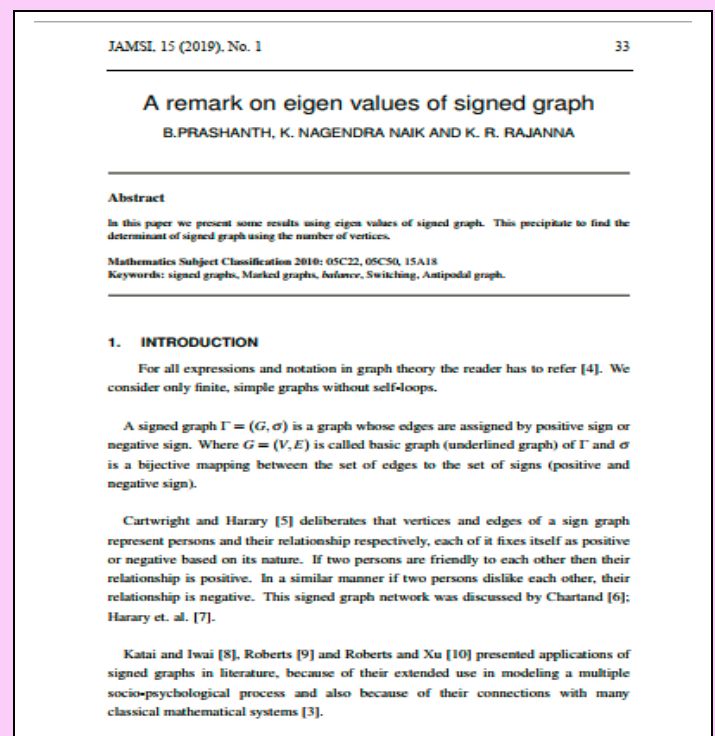 JAMSI, 15 (2019), No. 1 33
A remark on eigen values of signed graph
B.PRASHANTH, K. NAGENDRA NAIK AND K. R. RAJANNA
Abstract
In this paper we present some results using eigen values of signed graph. This precipitate to find the
determinant of signed graph using the number of vertices.
Mathematics Subject Classification 2010: 05C22, 05C50, 15A18
Keywords: signed graphs, Marked graphs, balance, Switching, Antipodal graph.
1. INTRODUCTION
For all expressions and notation in graph theory the reader has to refer [4]. We
consider only finite, simple graphs without self-loops.
A signed graph Γ = (G, σ) is a graph whose edges are assigned by positive sign or
negative sign. Where G = (V, E) is called basic graph (underlined graph) of Γ and σ
is a bijective mapping between the set of edges to the set of signs (positive and
negative sign).
Cartwright and Harary [5] deliberates that vertices and edges of a sign graph
represent persons and their relationship respectively, each of it fixes itself as positive
or negative based on its nature. If two persons are friendly to each other then their
relationship is positive. In a similar manner if two persons dislike each other, their
relationship is negative. This signed graph network was discussed by Chartand [6];
Harary et. al. [7].
Katai and Iwai [8], Roberts [9] and Roberts and Xu [10] presented applications of
signed graphs in literature, because of their extended use in modeling a multiple
socio-psychological process and also because of their connections with many
classical mathematical systems [3].